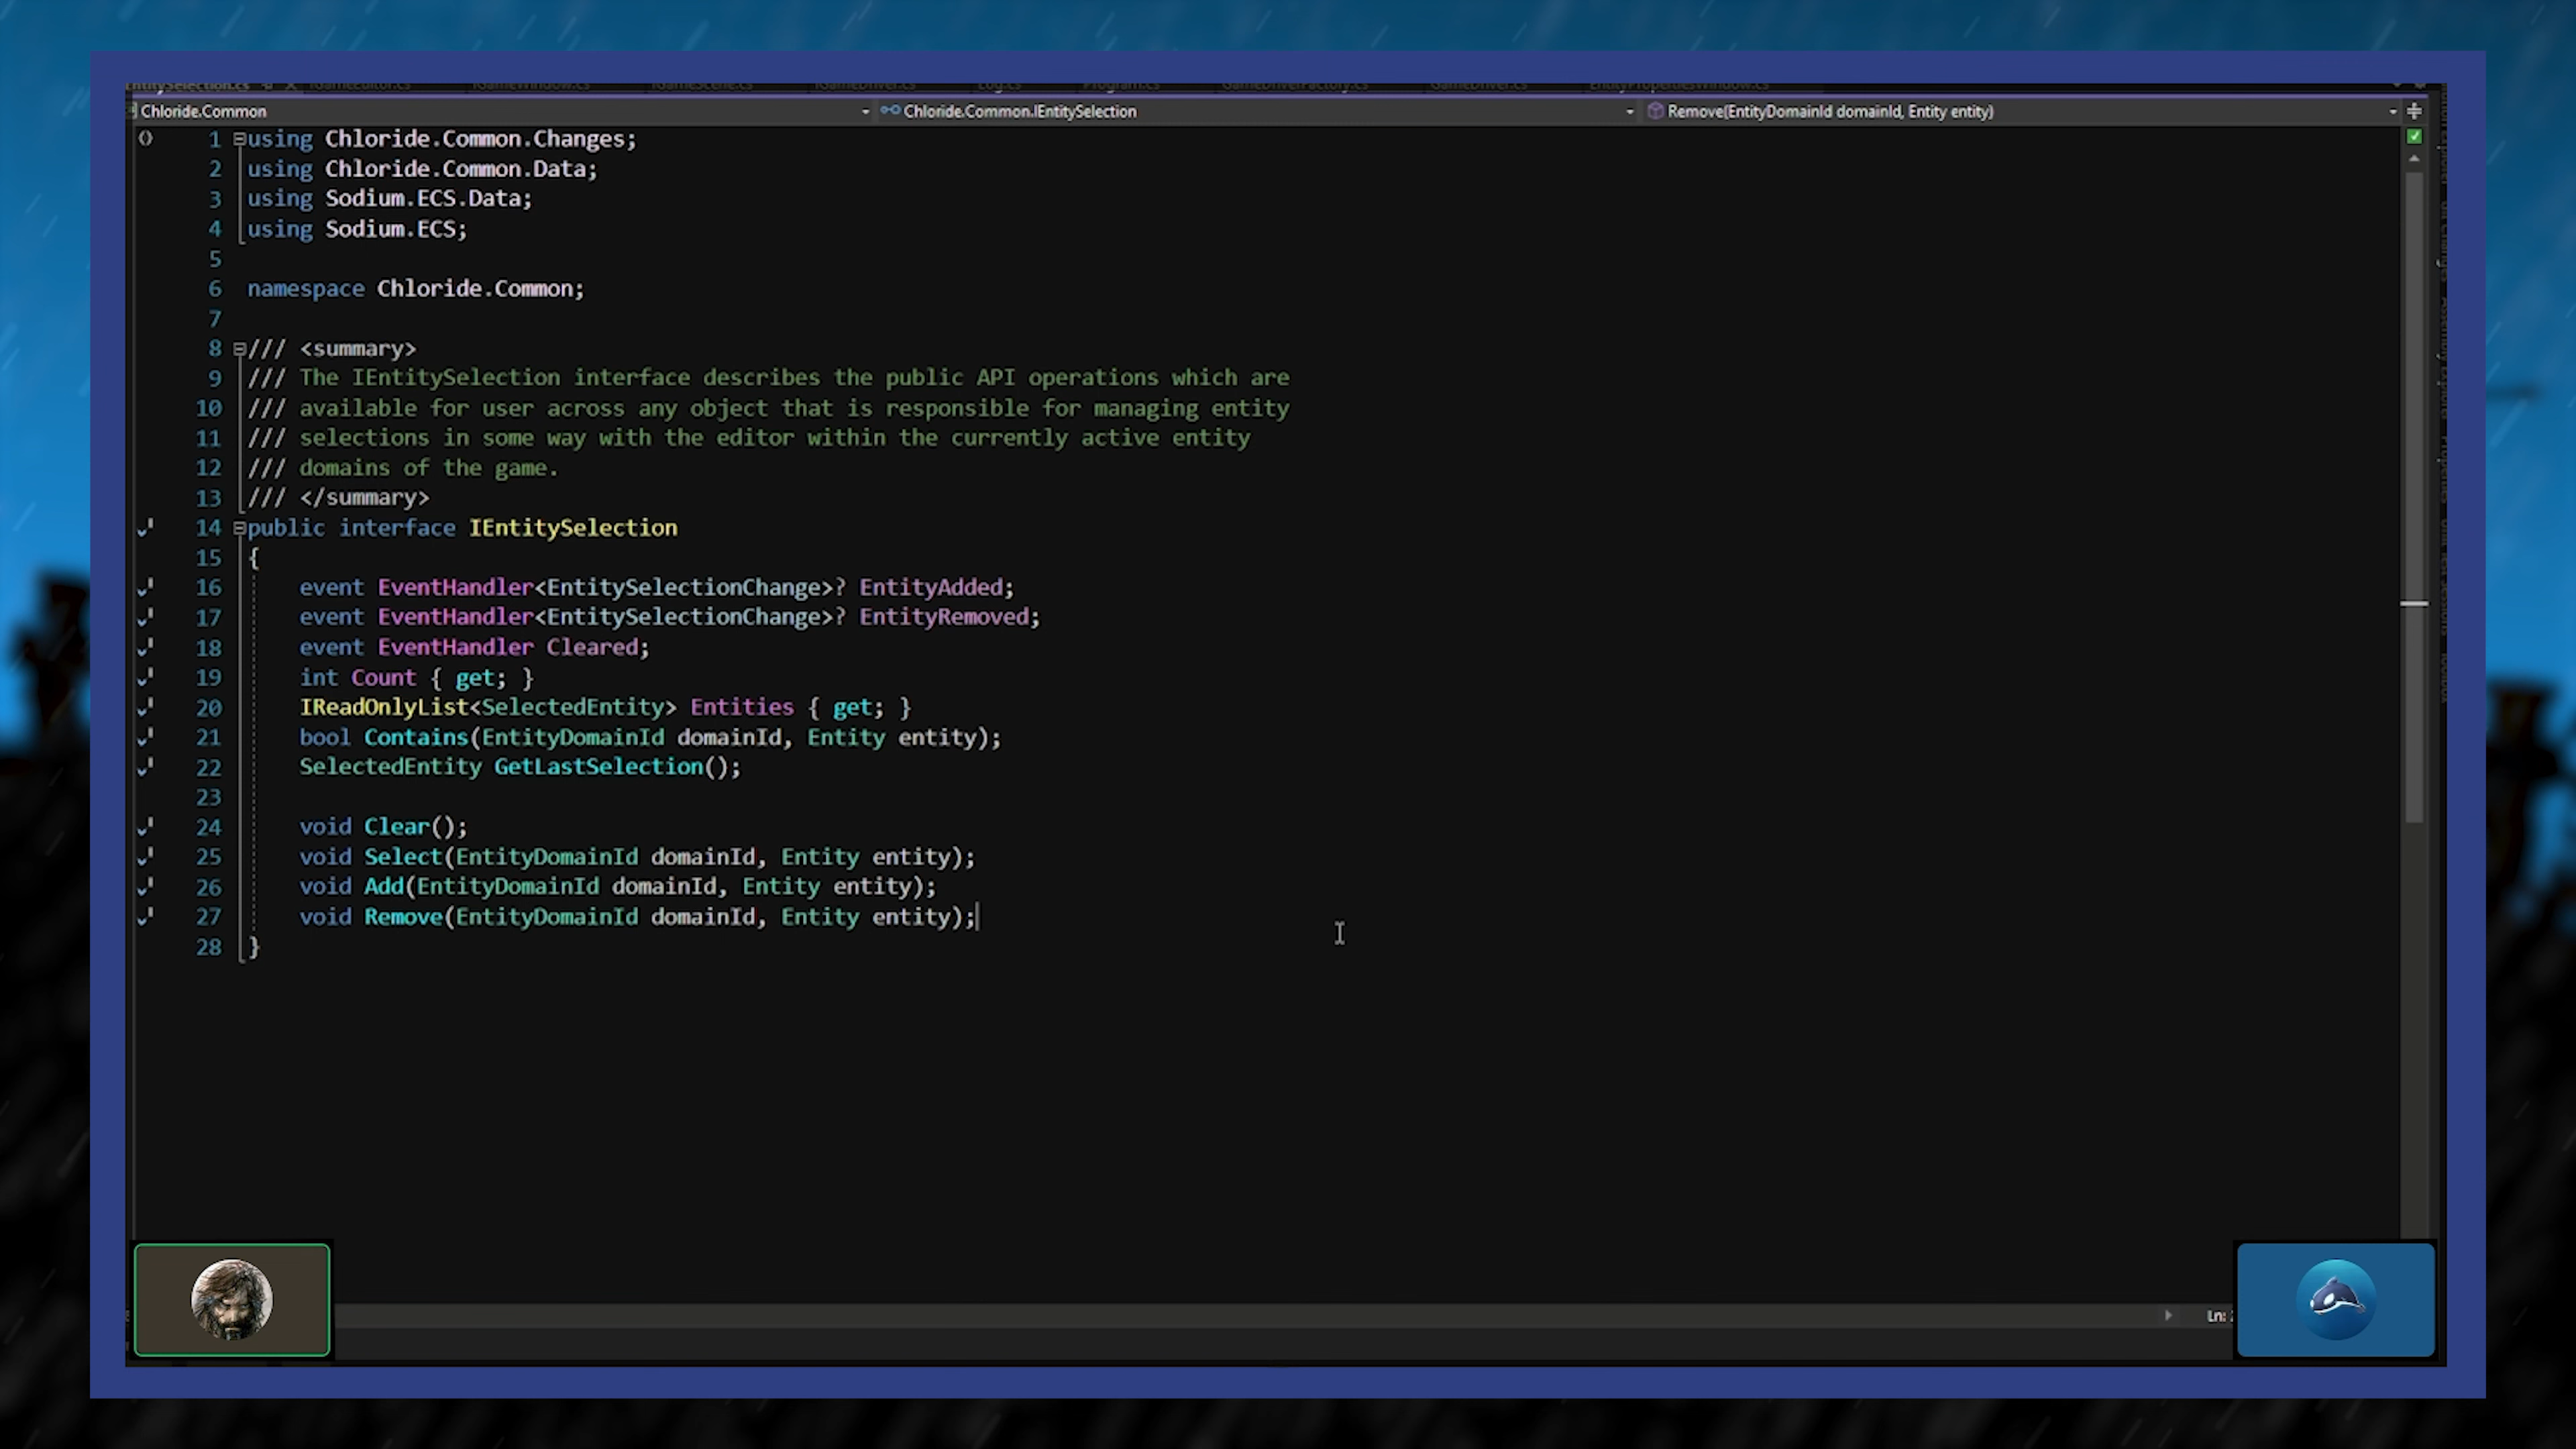 Chloride.Common Chloride.Common.IEntitySelection Remove(EntityDomainId domainId, Entity entity)
1 using Chloride.Common.Changes;
2 using Chloride.Common.Data;
3 using Sodium.ECS.Data;
4 using Sodium.ECS;
5
6 namespace Chloride.Common;
7
8 /// <summary>
9 /// The IEntitySelection interface describes the public API operations which are
10 /// available for user across any object that is responsible for managing entity
11 /// selections in some way with the editor within the currently active entity
12 /// domains of the game.
13 /// </summary>
14 public interface IEntitySelection
15 {
16 event EventHandler<EntitySelectionChange>? EntityAdded;
17 event EventHandler<EntitySelectionChange>? EntityRemoved;
18 event EventHandler Cleared;
19 int Count { get; }
20 IReadOnlyList<SelectedEntity> Entities { get; }
21 bool Contains(EntityDomainId domainId, Entity entity);
22 SelectedEntity GetLastSelection();
23
24 void Clear();
25 void Select(EntityDomainId domainId, Entity entity);
26 void Add(EntityDomainId domainId, Entity entity);
27 void Remove(EntityDomainId domainId, Entity entity);
28 }
Ln: